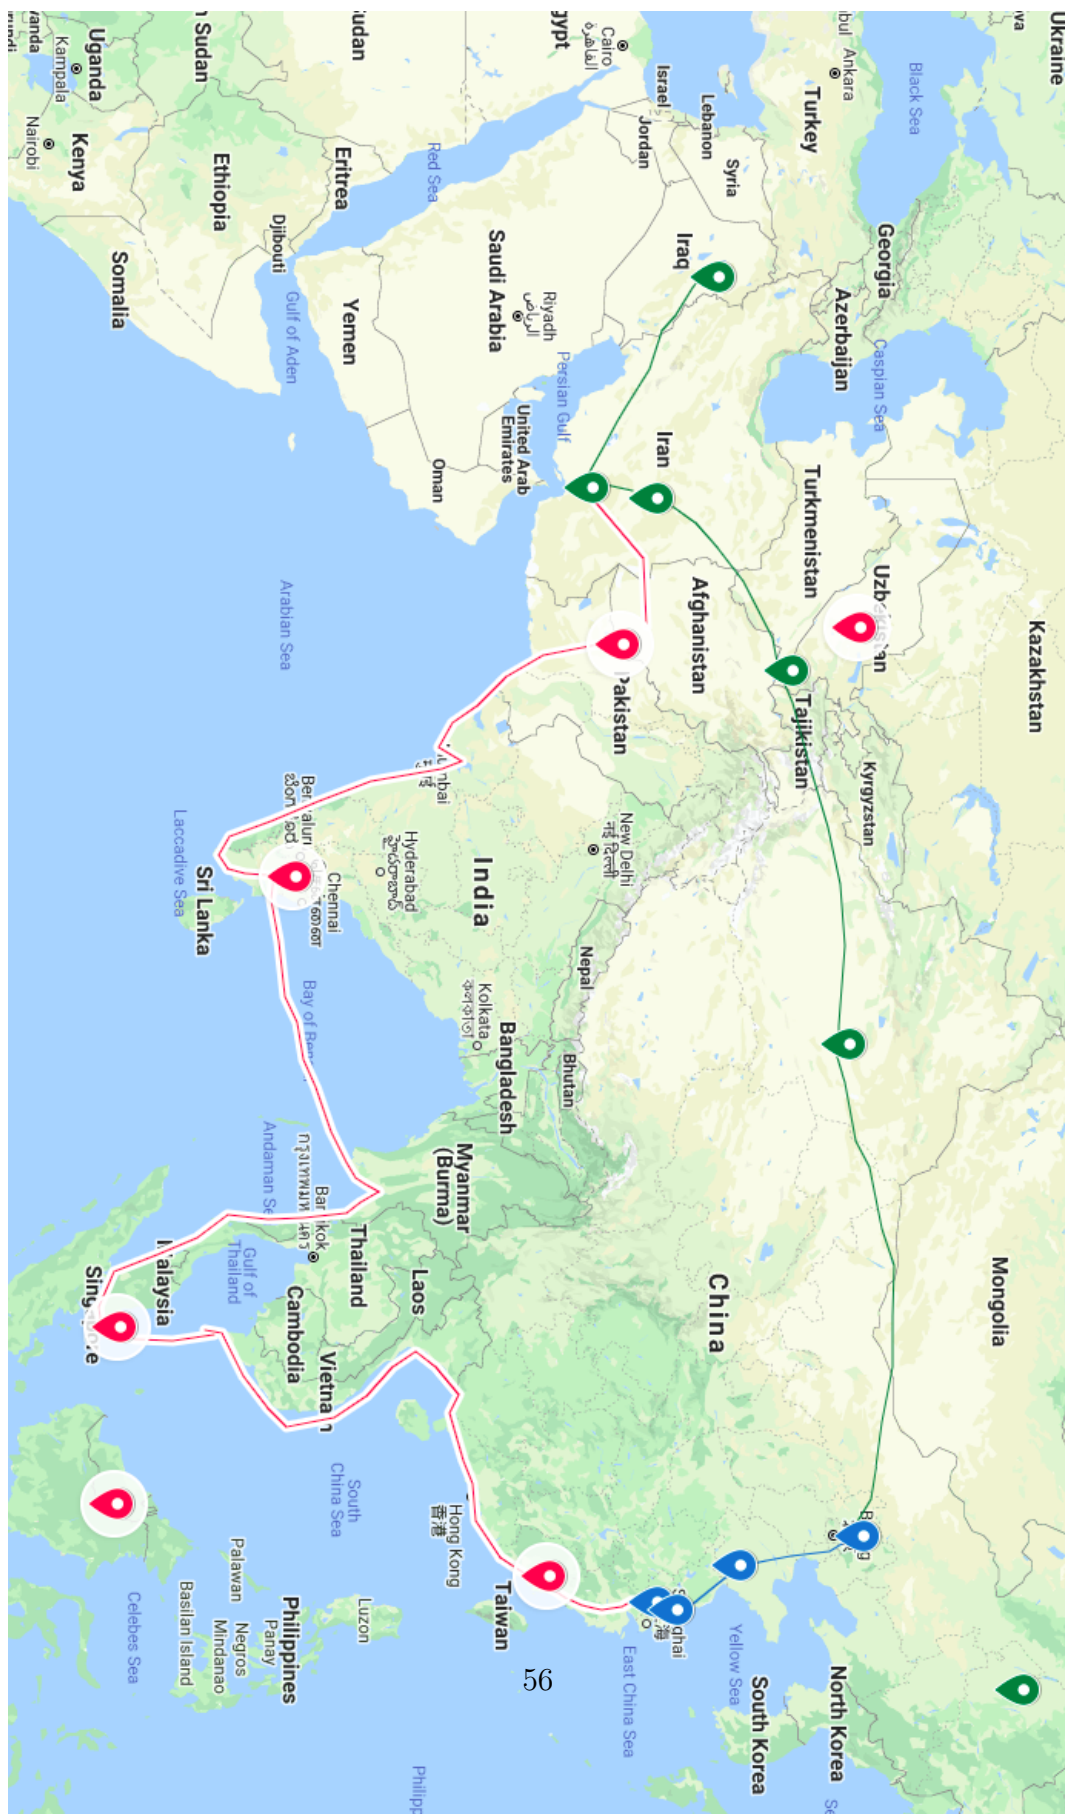 Ukraine
Black Sea
Ankara
Turkey
Georgia
Azerbaijan
Caspian Sea
Cairo
القاهرة
Israel
Lebanon
Jordan
Syria
Iraq
Iran
Turkmenistan
Kazakhstan
Afghanistan
Tajikistan
Kyrgyzstan
Mongolia
Sudan
Uganda
Kampala
Kenya
Nairobi
Ethiopia
Eritrea
Djibouti
Somalia
Red Sea
Saudi Arabia
Riyadh
الرياض
Yemen
Gulf of Aden
Persian Gulf
United Arab
Emirates
Oman
Arabian Sea
Pakistan
New Delhi
नई दिल्ली
India
Nepal
Bhutan
Bangladesh
Kolkata
কলকাতা
Hyderabad
Chennai
Laccadive Sea
Sri Lanka
Myanmar
(Burma)
Thailand
Laos
Cambodia
Gulf of
Thailand
China
Hong Kong
香港
Taiwan
South
China Sea
Luzon
Philippines
Panay
Negros
Mindanao
Palawan
Basilan Island
Celebes Sea
East China Sea
Yellow Sea
South Korea
North Korea
56